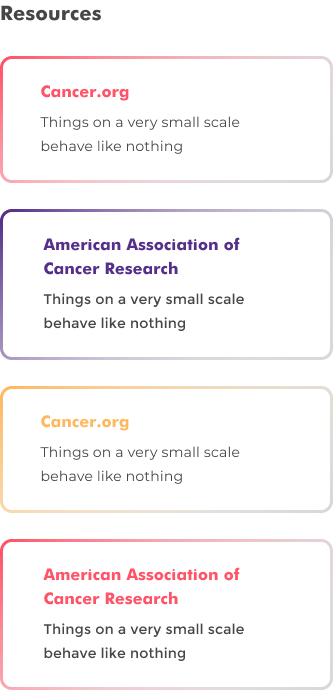 Resources
Cancer.org
Things on a very small scale
behave like nothing
American Association of
Cancer Research
Things on a very small scale
behave like nothing
Cancer.org
Things on a very small scale
behave like nothing
American Association of
Cancer Research
Things on a very small scale
behave like nothing